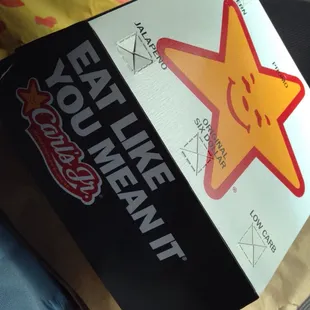 EAT LIKE
YOU MEAN IT
Carl's Jr.
JALAPEÑO
ORIGINAL
SIX DOLLAR
LOW CARB